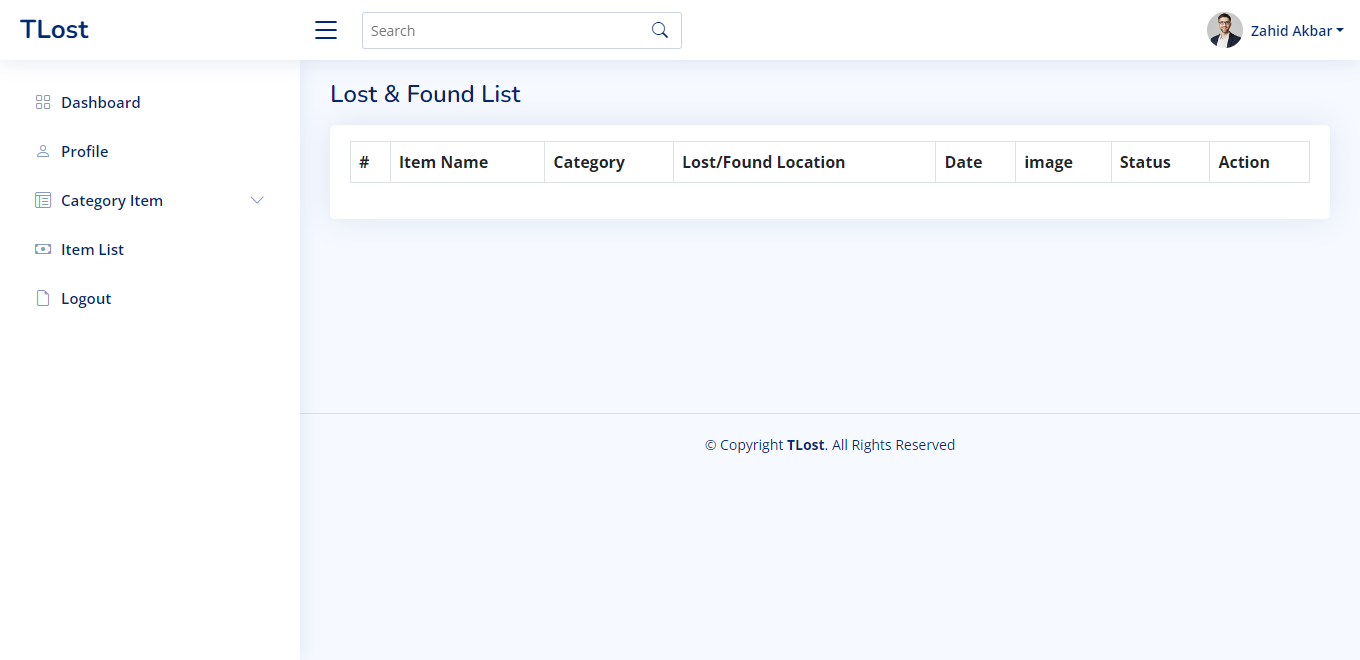 TLost
Search
Zahid Akbar
Dashboard
Profile
Category Item
Item List
Logout
Lost & Found List
# Item Name Category Lost/Found Location Date image Status Action
© Copyright TLost. All Rights Reserved